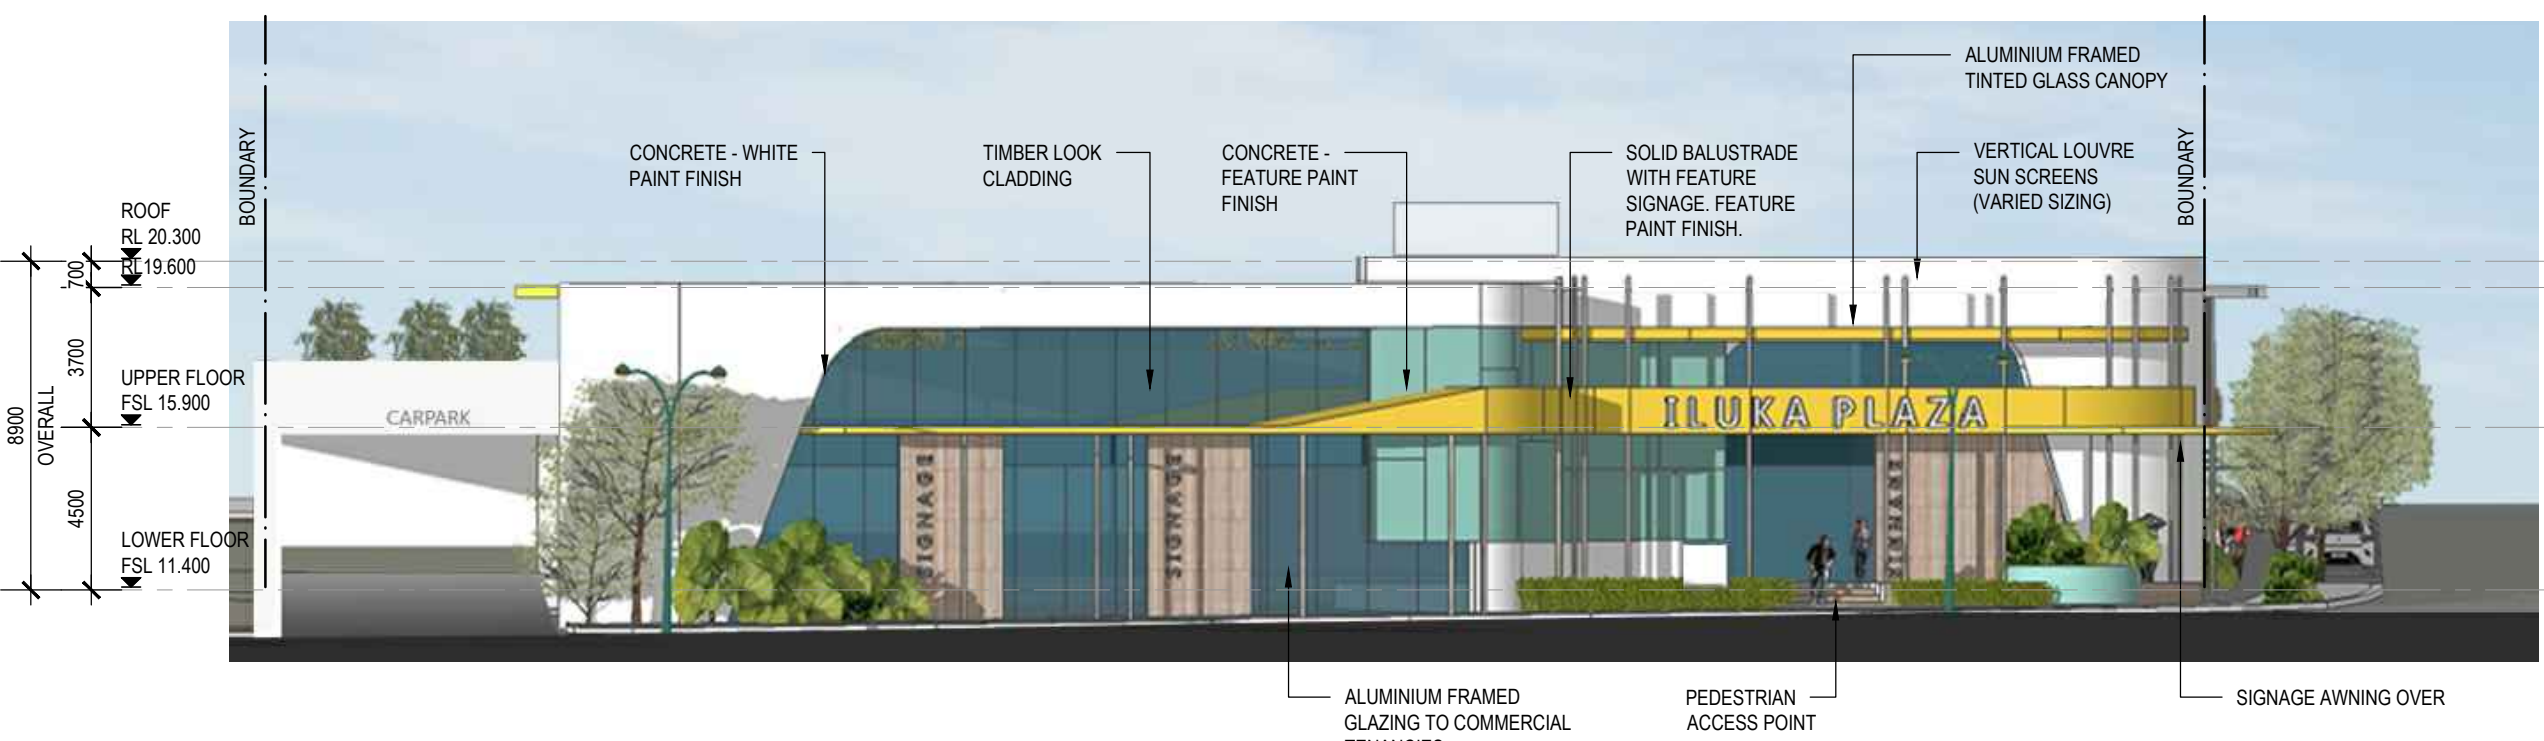 ALUMINIUM FRAMED
TINTED GLASS CANOPY
BOUNDARY
CONCRETE - WHITE
PAINT FINISH
TIMBER LOOK
CLADDING
CONCRETE -
FEATURE PAINT
FINISH
SOLID BALUSTRADE
WITH FEATURE
SIGNAGE. FEATURE
PAINT FINISH.
VERTICAL LOUVRE
SUN SCREENS
(VARIED SIZING)
BOUNDARY
ROOF
RL 20.300
RL19.600
700
3700
UPPER FLOOR
FSL 15.900
8900
OVERALL
4500
LOWER FLOOR
FSL 11.400
CARPARK
ILUKA PLAZA
SIGNAGE
SIGNAGE
ALUMINIUM FRAMED
GLAZING TO COMMERCIAL
PEDESTRIAN
ACCESS POINT
SIGNAGE AWNING OVER